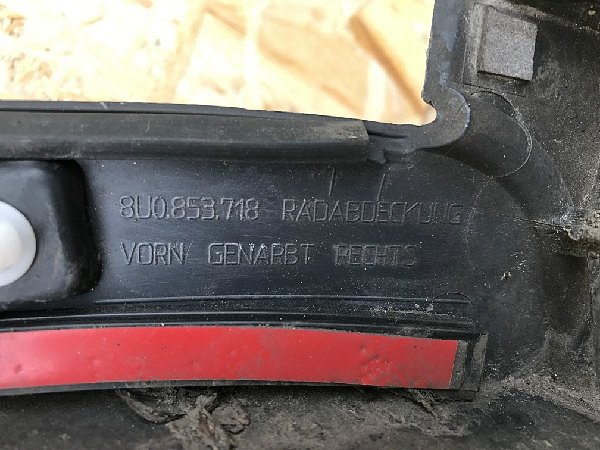 8U0.853.718 RADABDECKUNG
VORN GENARBT RECHTS